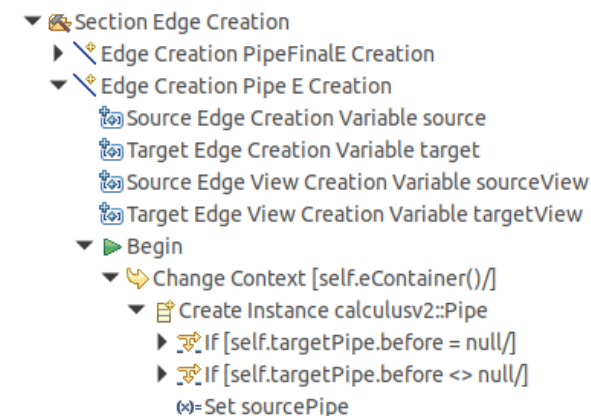 Section Edge Creation
Edge Creation PipeFinalE Creation
Edge Creation Pipe E Creation
Source Edge Creation Variable source
Target Edge Creation Variable target
Source Edge View Creation Variable sourceView
Target Edge View Creation Variable targetView
Begin
Change Context [self.eContainer()/]
Create Instance calculusv2::Pipe
If [self.targetPipe.before = null/]
If [self.targetPipe.before <> null/]
(x)= Set sourcePipe